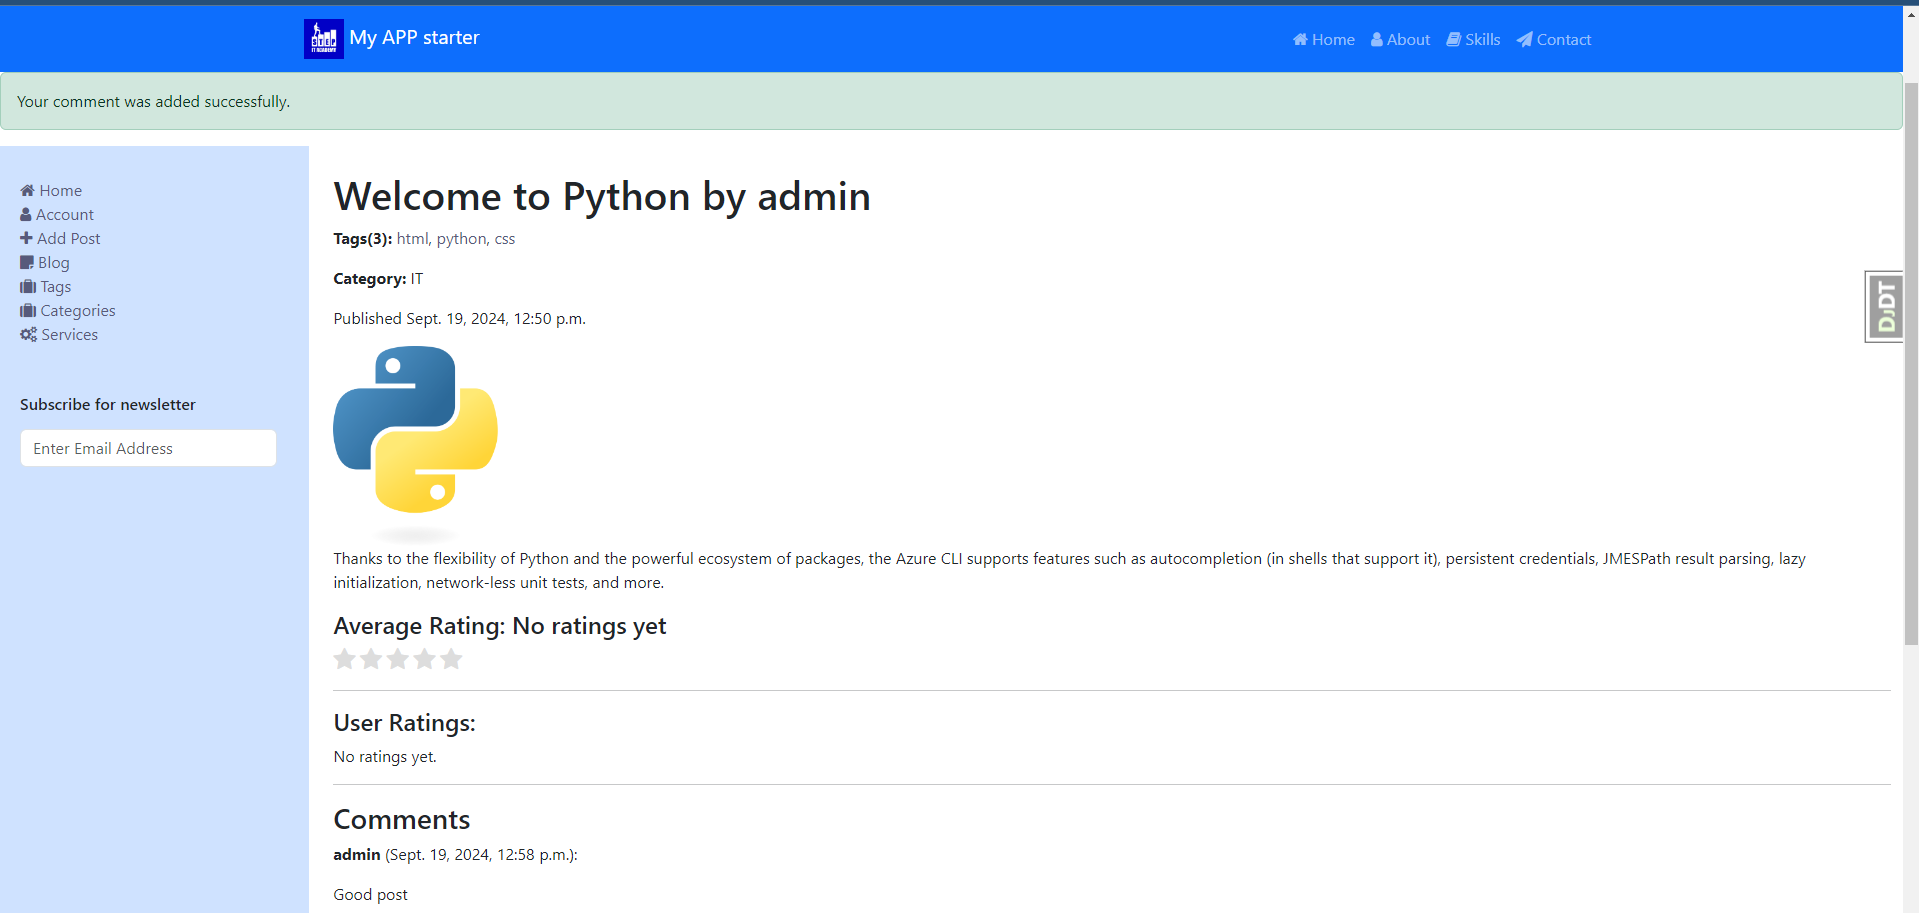 STEP
IT ACADEMY
My APP starter
Home About Skills Contact
Your comment was added successfully.
Home
Account
Add Post
Blog
Tags
Categories
Services
Subscribe for newsletter
Enter Email Address
Welcome to Python by admin
Tags(3): html, python, css
Category: IT
Published Sept. 19, 2024, 12:50 p.m.
DJDT
Thanks to the flexibility of Python and the powerful ecosystem of packages, the Azure CLI supports features such as autocompletion (in shells that support it), persistent credentials, JMESPath result parsing, lazy
initialization, network-less unit tests, and more.
Average Rating: No ratings yet
User Ratings:
No ratings yet.
Comments
admin (Sept. 19, 2024, 12:58 p.m.):
Good post